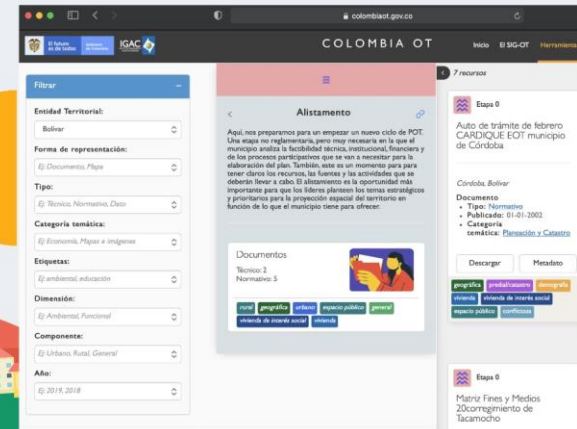 colombiaot.gov.co
El futuro es de todos
IGAC
COLOMBIA OT
Inicio
El SIG-OT
Herramienta
Filtrar
Entidad Territorial:
Bolívar
Forma de representación:
Ej: Documento, Mapa
Tipo:
Ej: Técnico, Normativo, Dato
Categoría temática:
Ej: Economía, Mapas e imágenes
Etiquetas:
Ej: ambiental, educación
Dimensión:
Ej: Ambiental, Funcional
Componente:
Ej: Urbano, Rutal, General
Año:
Ej: 2019, 2018
Alistamento
Aqui, nos preparamos para un empezar un nuevo ciclo de POT.
Una etapa no reglamentaria, pero muy necesaria en la que el
municipio analiza la factibilidad técnica, institucional, financiera y
de los procesos participativos que se van a necesitar para la
elaboración del plan. También, este es un momento para para
tener claros los recursos, las fuentes y las actividades que se
deberán llevar a cabo. El alistamiento es la oportunidad más
importante para que los líderes planteen los temas estratégicos
y prioritarios para la proyección espacial del territorio en
función de lo que el municipio tiene para ofrecer.
Documentos
Técnico: 2
Normativo: 5
rural geográfica urbano espacio público general
vivienda de interés social vivienda
7 recursos
Etapa 0
Auto de trámite de febrero
CARDIQUE EOT municipio
de Córdoba
Córdoba, Bolívar
Documento
Tipo: Normativo
Publicado: 01-01-2002
Categoría
temática: Planeación y Catastro
Descargar
Metadato
geográfica predial/catastro demografía
vivienda vivienda de interés social
espacio público conflictos
Etapa 0
Matriz Fines y Medios
20corregimiento de
Tacamocho